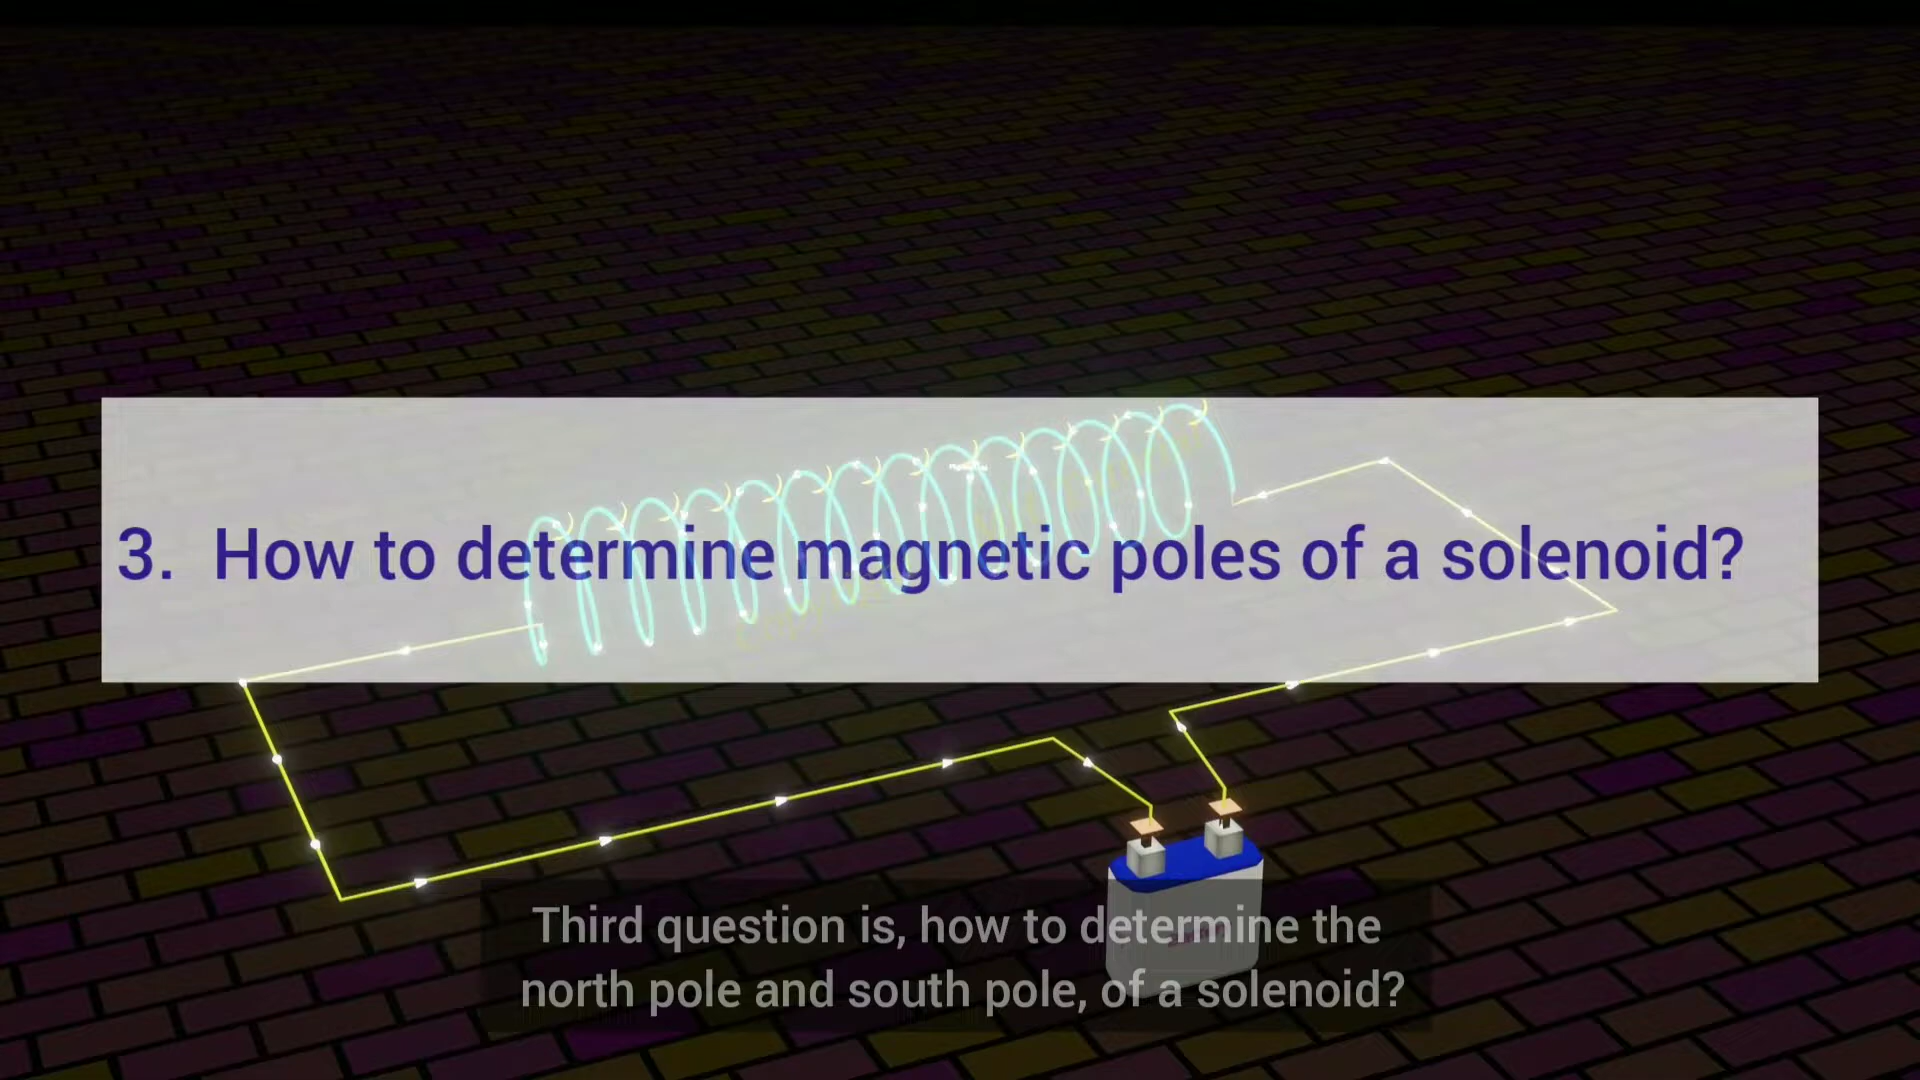 3. How to determine magnetic poles of a solenoid?
Third question is, how to determine the
north pole and south pole, of a solenoid?